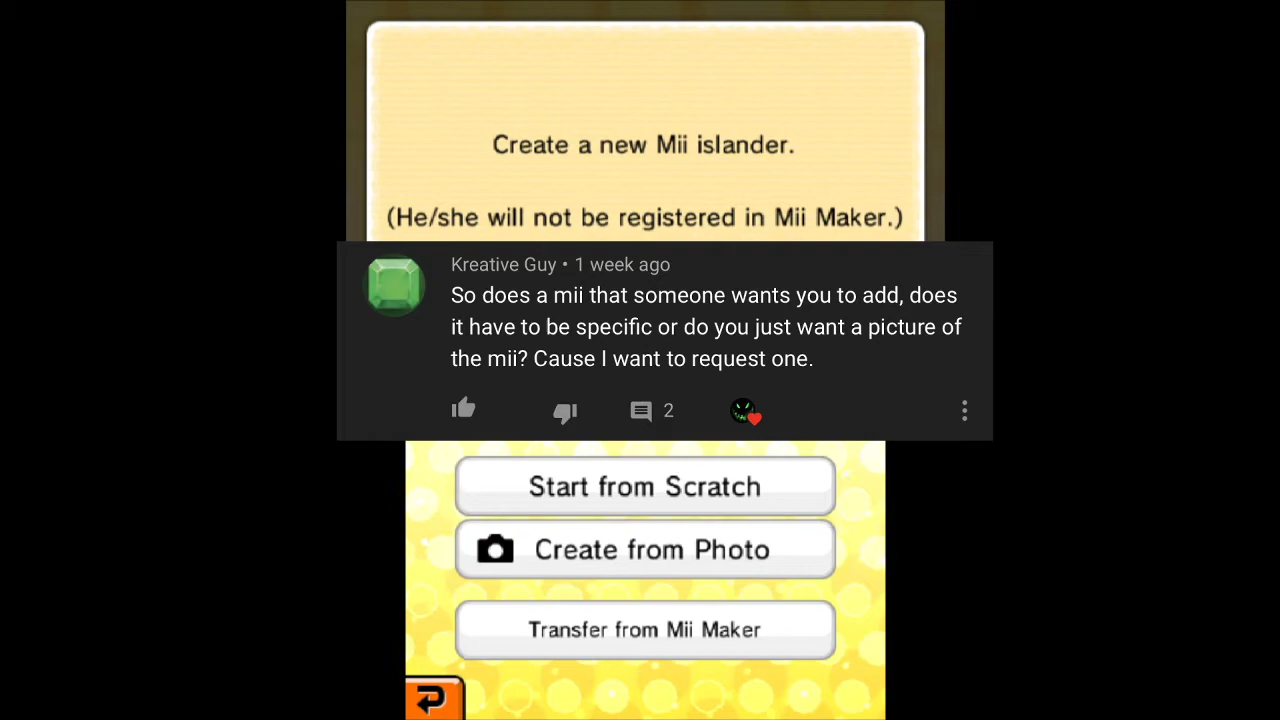 Create a new Mii islander.
(He/she will not be registered in Mii Maker.)
Kreative Guy • 1 week ago
So does a mii that someone wants you to add, does
it have to be specific or do you just want a picture of
the mii? Cause I want to request one.
2
Start from Scratch
Create from Photo
Transfer from Mii Maker